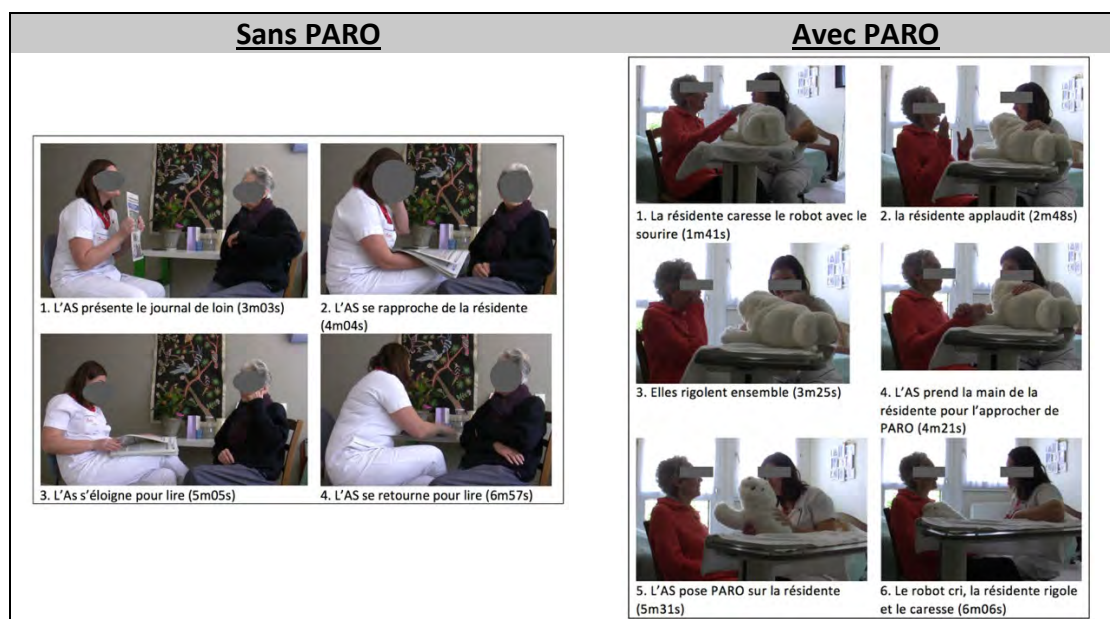 Sans PARO
Avec PARO
1. L'AS présente le journal de loin (3m03s)
2. L'AS se rapproche de la résidente
(4m04s)
3. L'As s'éloigne pour lire (5m05s)
4. L'AS se retourne pour lire (6m57s)
1. La résidente caresse le robot avec le
sourire (1m41s)
2. la résidente applaudit (2m48s)
3. Elles rigolent ensemble (3m25s)
4. L'AS prend la main de la
résidente pour l'approcher de
PARO (4m21s)
5. L'AS pose PARO sur la résidente
(5m31s)
6. Le robot cri, la résidente rigole
et le caresse (6m06s)